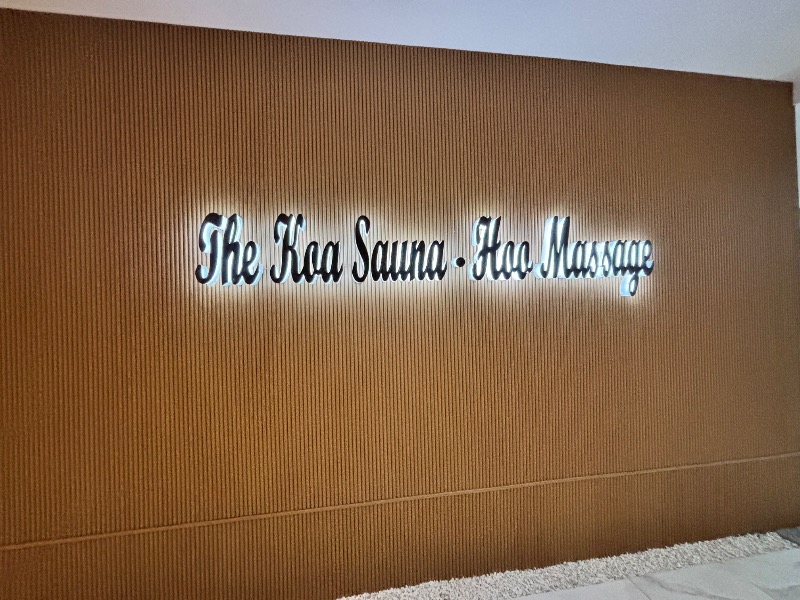 The Koa Sauna · Hoo Massage